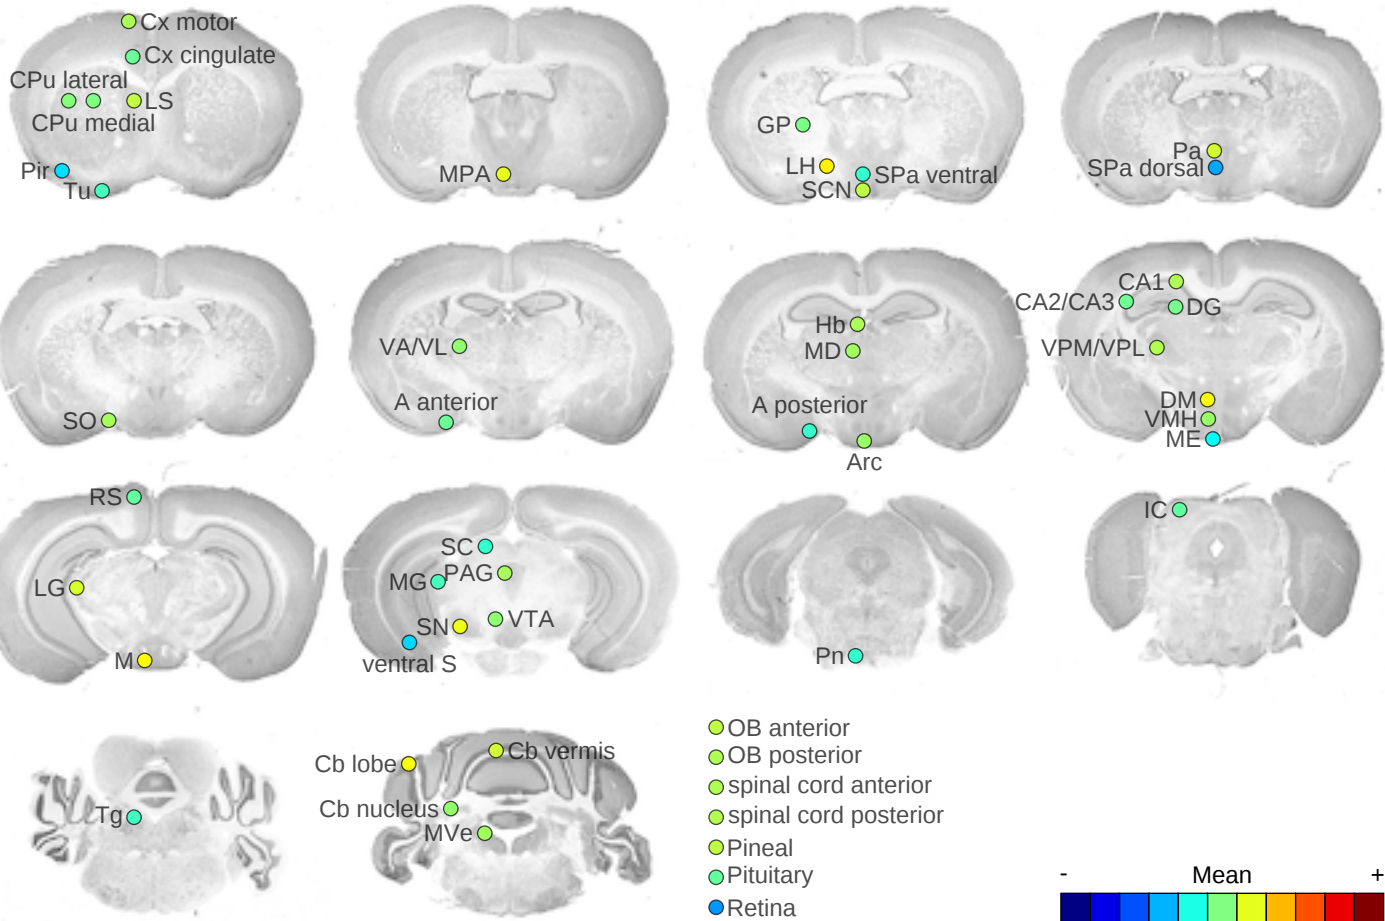 Cx motor
Cx cingulate
CPu lateral
LS
CPu medial
Pir
Tu
MPA
GP
LH
SPa ventral
SCN
Pa
SPa dorsal
SO
VA/VL
A anterior
Hb
MD
A posterior
Arc
CA1
CA2/CA3
DG
VPM/VPL
DM
VMH
ME
RS
LG
M
SC
MG
PAG
SN
VTA
ventral S
Pn
IC
Tg
Cb lobe
Cb vermis
Cb nucleus
MVe
OB anterior
OB posterior
spinal cord anterior
spinal cord posterior
Pineal
Pituitary
Retina
- Mean +